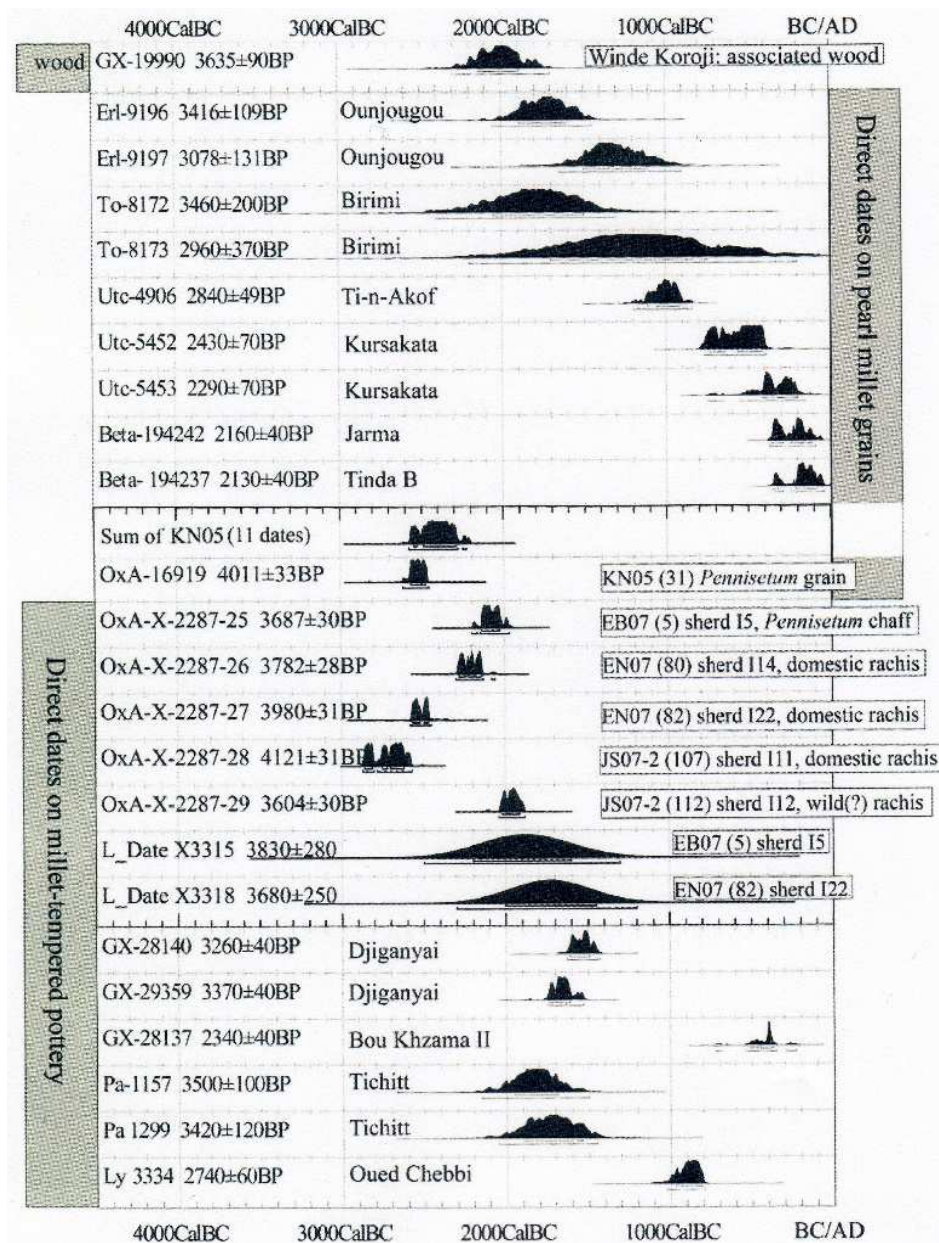 4000CalBC 3000CalBC 2000CalBC 1000CalBC BC/AD
wood GX-19990 3635±90BP Winde Koroji: associated wood
Erl-9196 3416±109BP Ounjougou
Erl-9197 3078±131BP Ounjougou
To-8172 3460±200BP Birimi
To-8173 2960±370BP Birimi
Utc-4906 2840±49BP Ti-n-Akof
Utc-5452 2430±70BP Kursakata
Utc-5453 2290±70BP Kursakata
Beta-194242 2160±40BP Jarma
Beta- 194237 2130±40BP Tinda B
Direct dates on pearl millet grains
Sum of KN05 (11 dates)
OxA-16919 4011±33BP KN05 (31) Pennisetum grain
OxA-X-2287-25 3687±30BP EB07 (5) sherd I5, Pennisetum chaff
OxA-X-2287-26 3782±28BP EN07 (80) sherd I14, domestic rachis
OxA-X-2287-27 3980±31BP EN07 (82) sherd I22, domestic rachis
OxA-X-2287-28 4121±31BP JS07-2 (107) sherd I11, domestic rachis
OxA-X-2287-29 3604±30BP JS07-2 (112) sherd I12, wild(?) rachis
L_Date X3315 3830±280 EB07 (5) sherd I5
L_Date X3318 3680±250 EN07 (82) sherd I22
GX-28140 3260±40BP Djiganyai
GX-29359 3370±40BP Djiganyai
GX-28137 2340±40BP Bou Khzama II
Pa-1157 3500±100BP Tichitt
Pa 1299 3420±120BP Tichitt
Ly 3334 2740±60BP Oued Chebbi
Direct dates on millet-tempered pottery
4000CalBC 3000CalBC 2000CalBC 1000CalBC BC/AD